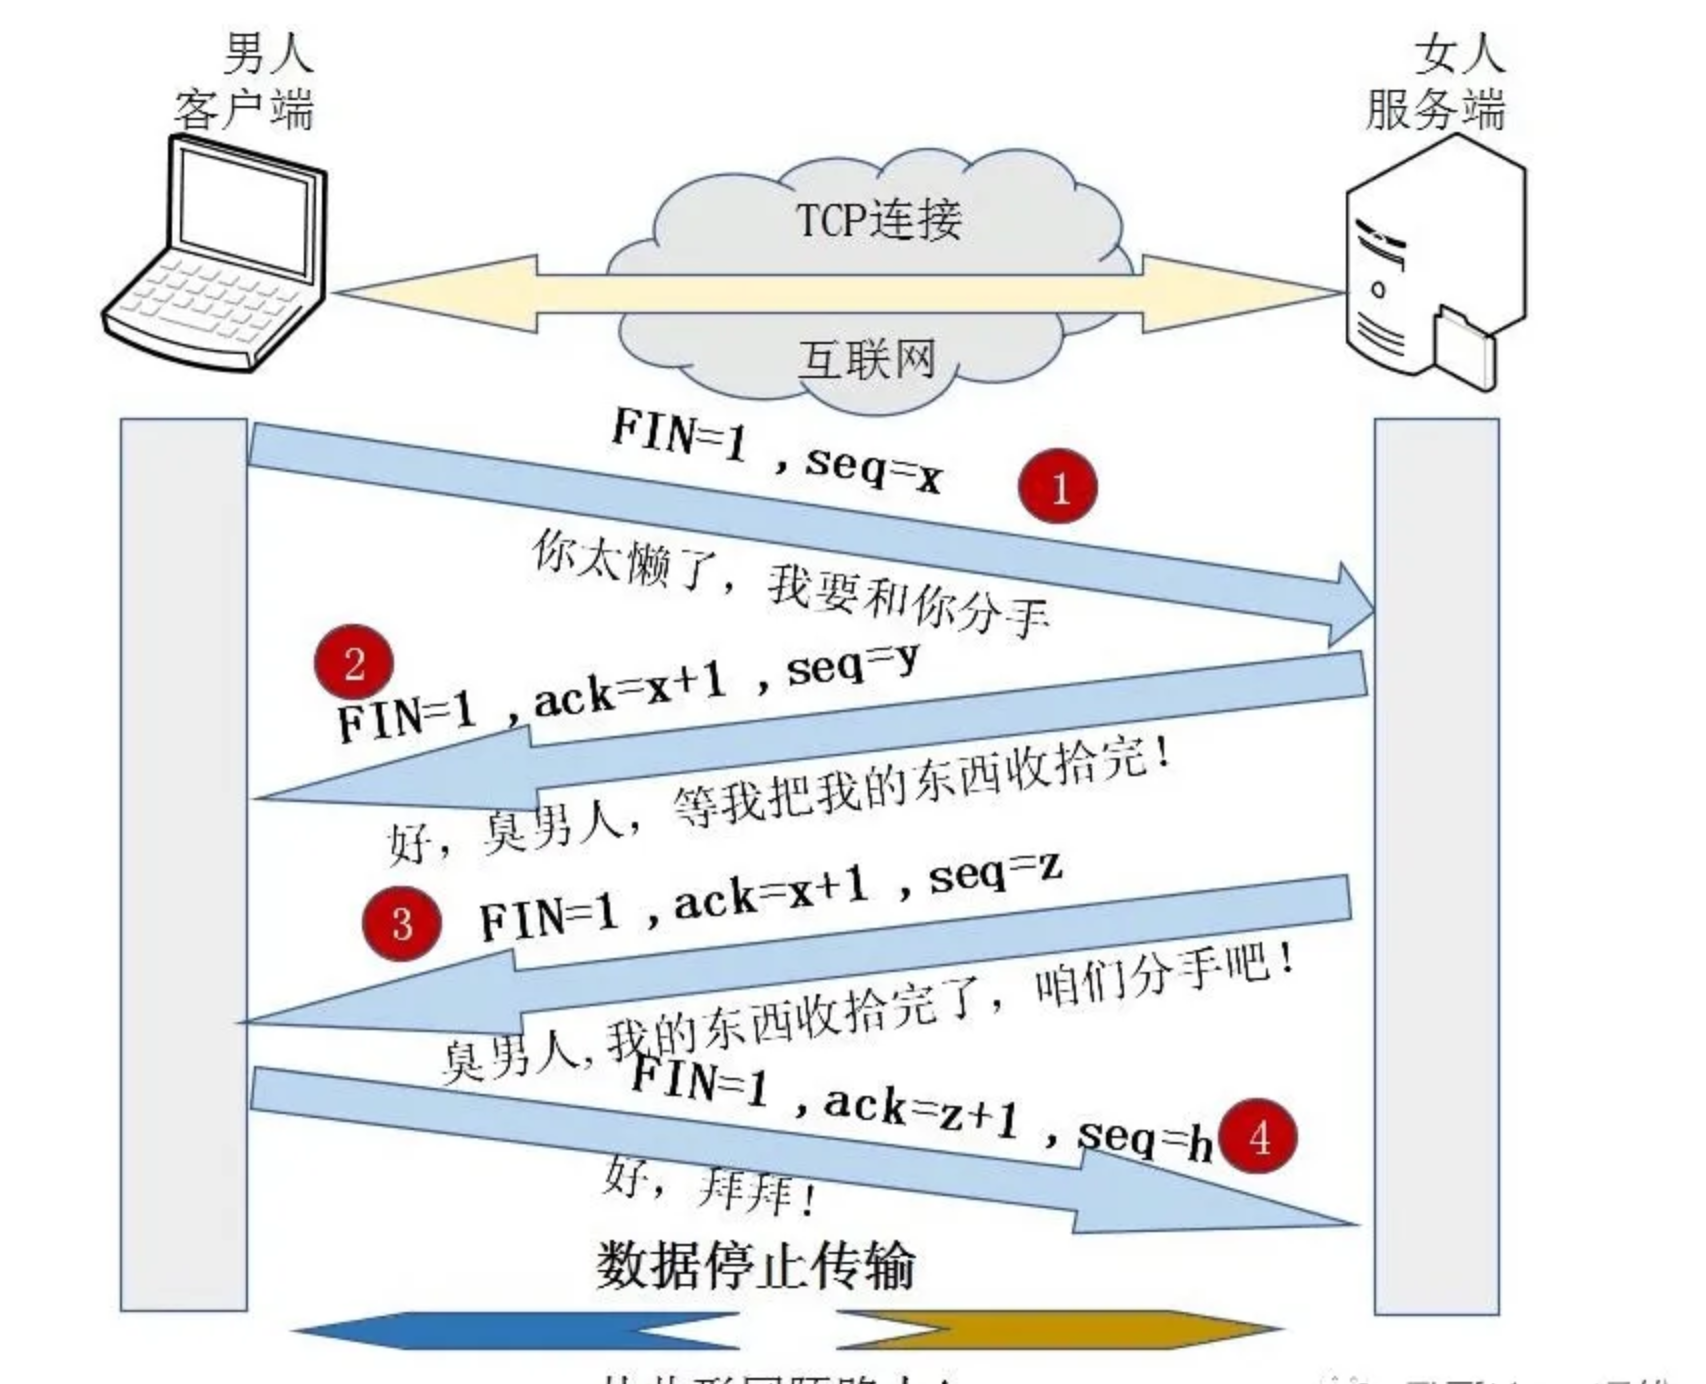 男人
客户端
女人
服务端
TCP连接
互联网
FIN=1 ,seq=x
1
你太懒了，我要和你分手
2
FIN=1 ,ack=x+1 ,seq=y
好，臭男人，等我把我的东西收拾完！
3
FIN=1 ,ack=x+1 ,seq=z
臭男人,我的东西收拾完了，咱们分手吧！
FIN=1 ,ack=z+1 ,seq=h
4
好，拜拜！
数据停止传输